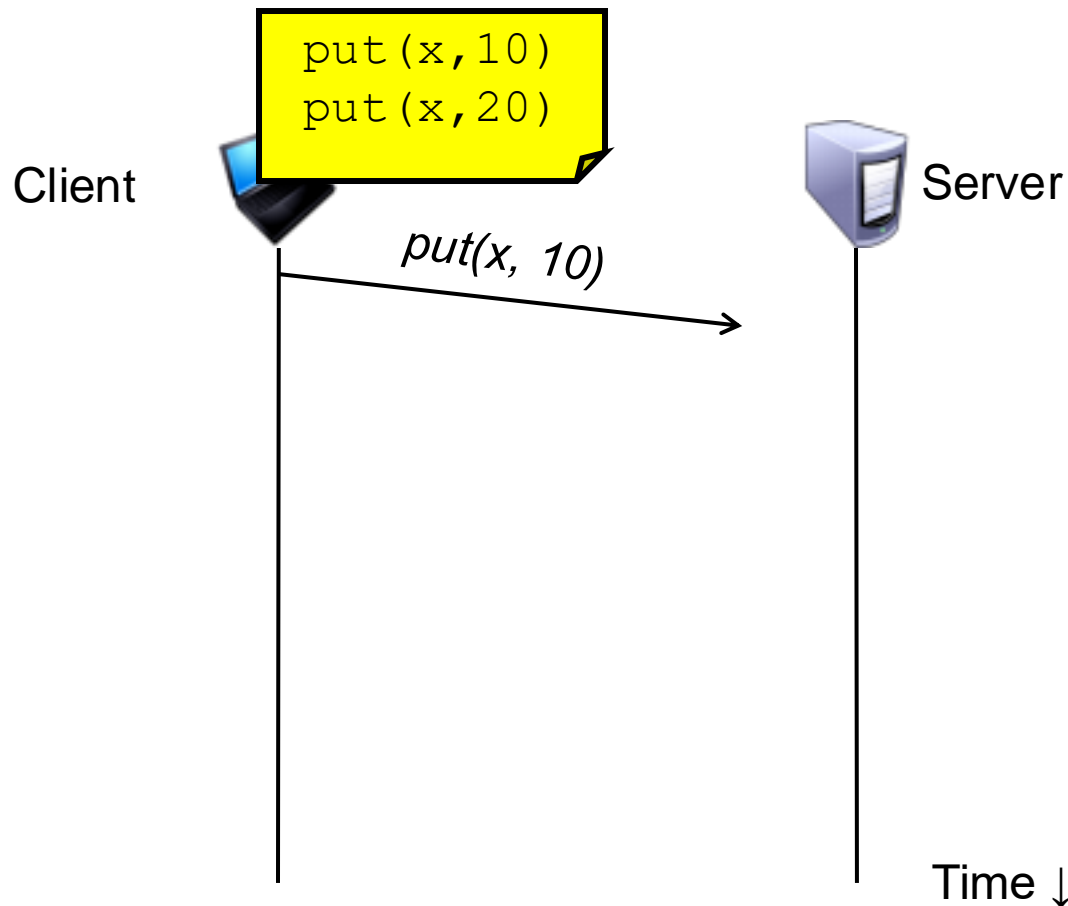 put(x,10)
put(x,20)
Client
Server
put(x, 10)
Time ↓